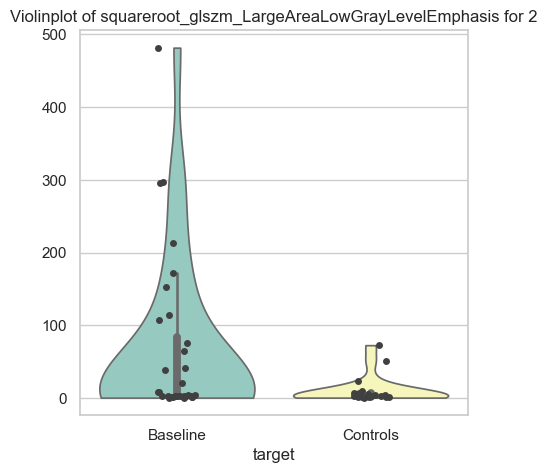 Violinplot of squareroot_glszm_LargeAreaLowGrayLevelEmphasis for 2
500
400
300
200
100
0
Baseline
Controls
target